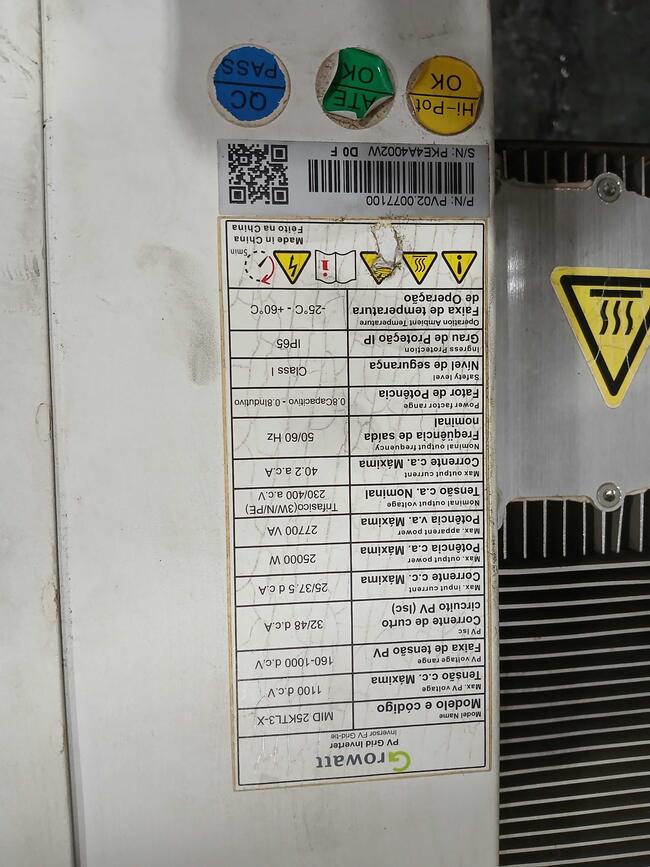 Growatt
PV Grid Inverter
Inversor FV Grid-tie
Model Name
Modelo e código
MID 25KTL3-X
Max. PV voltage
Tensão c.c. Máxima
1100 d.c.V
PV voltage range
Faixa de tensão PV
160-1000 d.c.V
PV Isc
Corrente de curto
circuito PV (Isc)
32/48 d.c.A
Max. input current
Corrente c.c. Máxima
25/37.5 d.c.A
Max. output power
Potência c.a. Máxima
25000 W
Max. apparent power
Potência v.a. Máxima
27700 VA
Nominal output voltage
Tensão c.a. Nominal
Trifasico(3W/N/PE)
230/400 a.c.V
Max output current
Corrente c.a. Máxima
40.2 a.c.A
Nominal output frequency
Freqüência de saída
nominal
50/60 Hz
Power factor range
Fator de Potência
0.8Capacitivo - 0.8Indutivo
Safety level
Nível de segurança
Class I
Ingress Protection
Grau de Proteção IP
IP65
Operation Ambient Temperature
Faixa de temperatura
de Operação
-25°C - +60°C
5min
Made in China
Feito na China
P/N: PV02.0077100
S/N: PKE4A4002W D0 F
Hi-Pot
OK
ATE
OK
QC
PASS